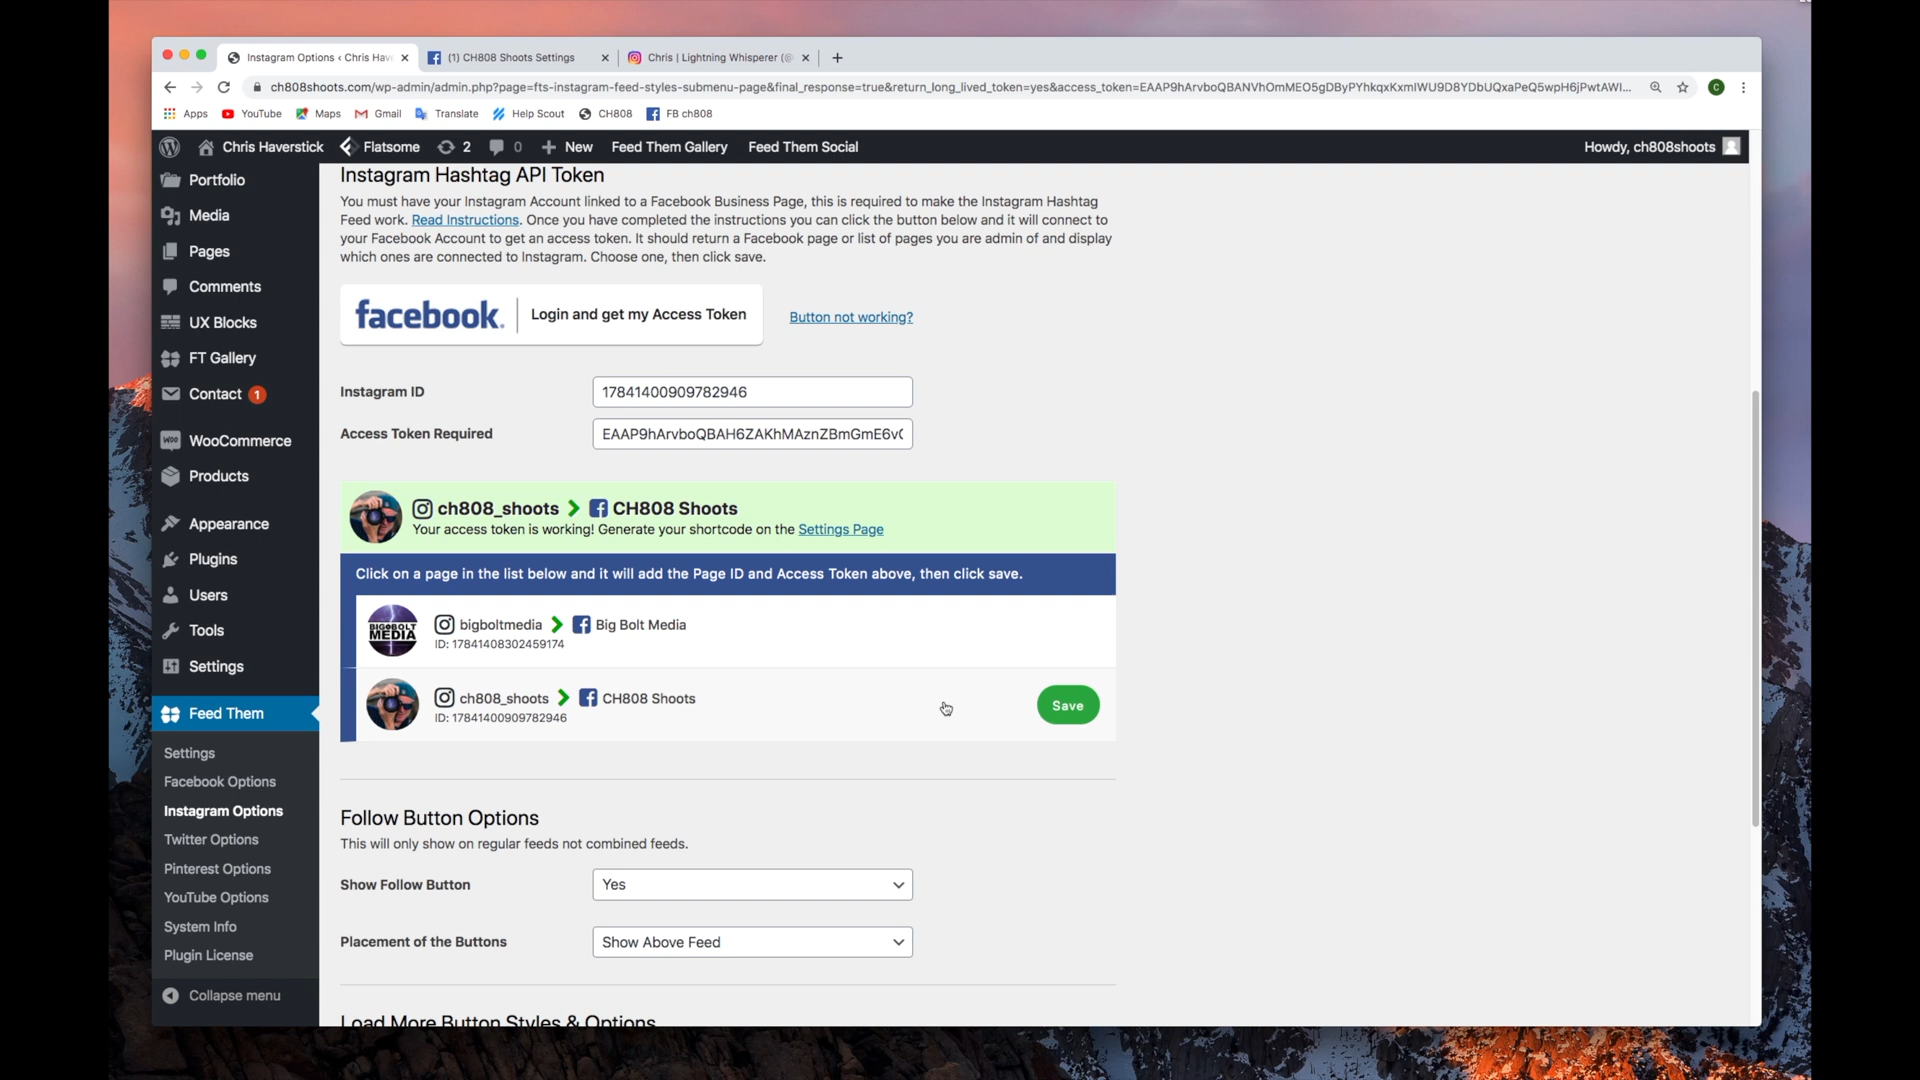 Instagram Options ‹ Chris Hav
(1) CH808 Shoots Settings
Chris | Lightning Whisperer (@
ch808shoots.com/wp-admin/admin.php?page=fts-instagram-feed-styles-submenu-page&final_response=true&return_long_lived_token=yes&access_token=EAAP9hArvboQBANVhOmMEO5gDByPYhkqxKxmIWU9D8YDbUQxaPeQ5wpH6jPwtAWI...
C
Apps
YouTube
Maps
Gmail
Translate
Help Scout
CH808
FB ch808
Chris Haverstick
Flatsome
2
0
New
Feed Them Gallery
Feed Them Social
Howdy, ch808shoots
Portfolio
Media
Pages
Comments
UX Blocks
FT Gallery
Contact 1
WooCommerce
Products
Appearance
Plugins
Users
Tools
Settings
Feed Them
Settings
Facebook Options
Instagram Options
Twitter Options
Pinterest Options
YouTube Options
System Info
Plugin License
Collapse menu
Instagram Hashtag API Token
You must have your Instagram Account linked to a Facebook Business Page, this is required to make the Instagram Hashtag
Feed work. Read Instructions. Once you have completed the instructions you can click the button below and it will connect to
your Facebook Account to get an access token. It should return a Facebook page or list of pages you are admin of and display
which ones are connected to Instagram. Choose one, then click save.
facebook.
Login and get my Access Token
Button not working?
Instagram ID
17841400909782946
Access Token Required
EAAP9hArvboQBAH6ZAKhMAznZBmGmE6v
ch808_shoots
CH808 Shoots
Your access token is working! Generate your shortcode on the Settings Page
Click on a page in the list below and it will add the Page ID and Access Token above, then click save.
BIG BOLT
MEDIA
bigboltmedia
Big Bolt Media
ID: 17841408302459174
ch808_shoots
CH808 Shoots
ID: 17841400909782946
Save
Follow Button Options
This will only show on regular feeds not combined feeds.
Show Follow Button
Yes
Placement of the Buttons
Show Above Feed
Load More Button Styles & Options